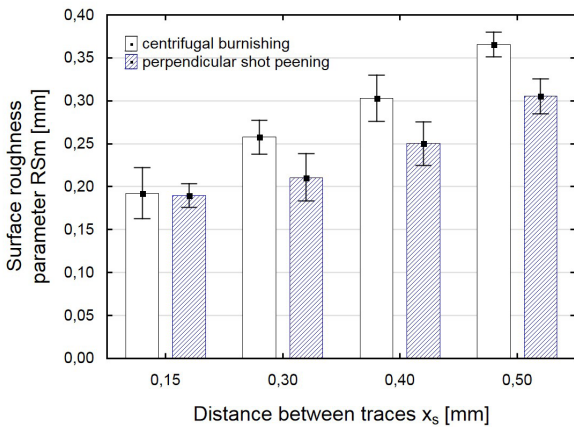 Surface roughness
parameter RSm [mm]
0,40
0,35
0,30
0,25
0,20
0,15
0,10
0,05
0,00
centrifugal burnishing
perpendicular shot peening
0,15 0,30 0,40 0,50
Distance between traces xs [mm]